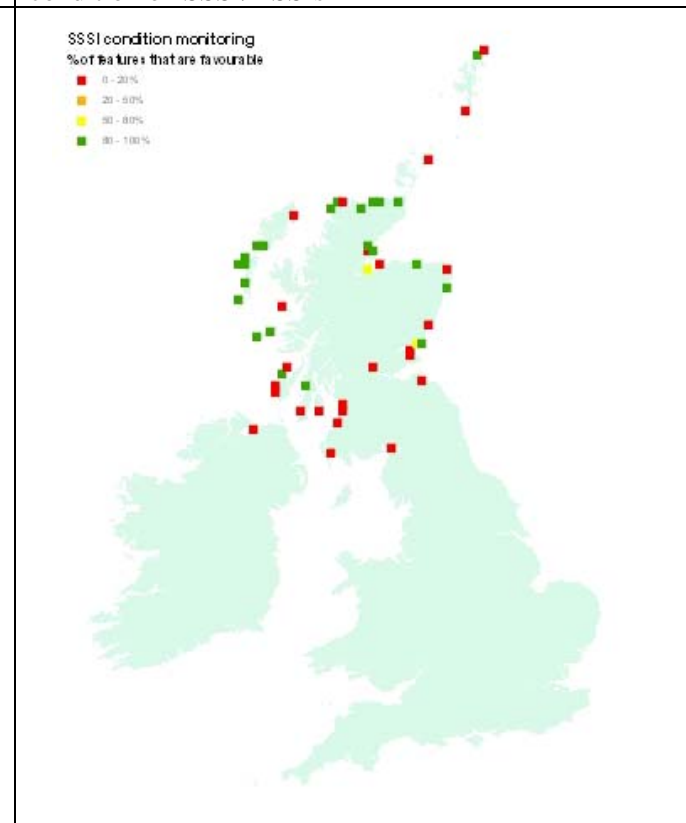 SSSI condition monitoring
% of features that are favourable
0 - 20%
20 - 50%
50 - 80%
80 - 100%